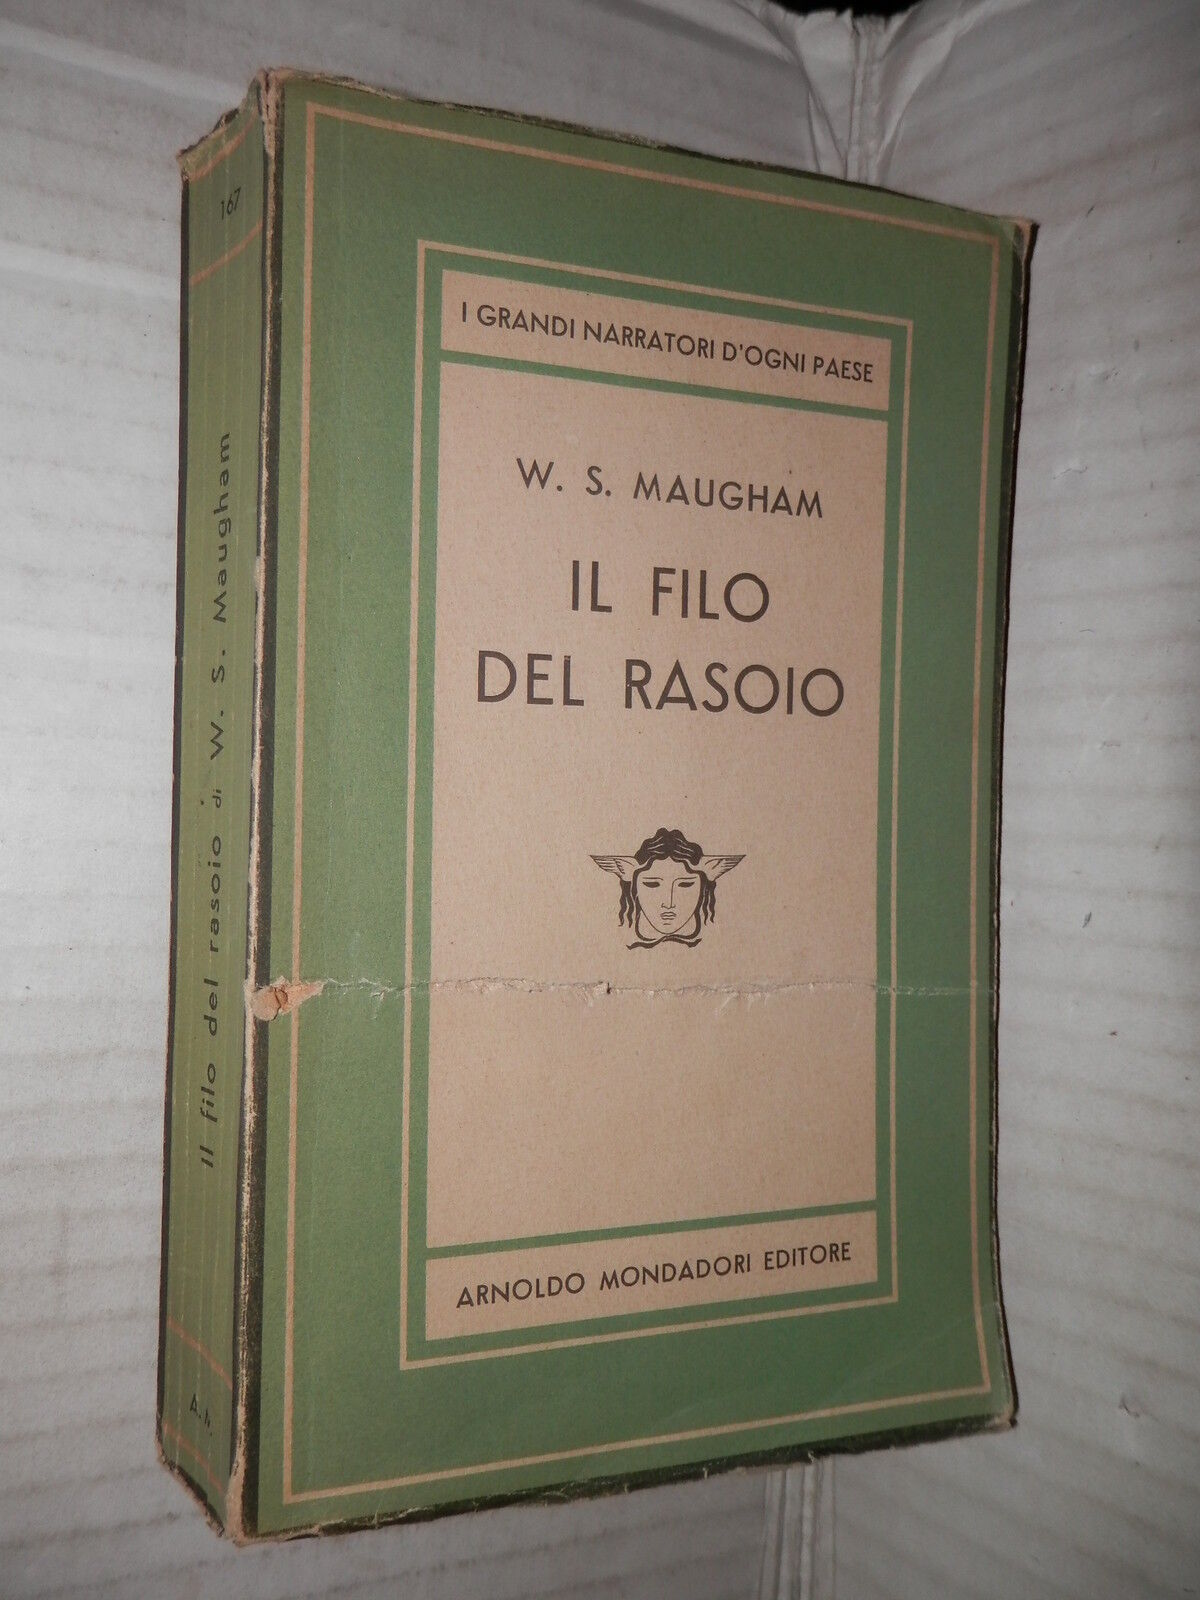 I GRANDI NARRATORI D'OGNI PAESE
W. S. MAUGHAM
IL FILO
DEL RASOIO
ARNOLDO MONDADORI EDITORE
167
Il filo del rasoio di W. S. Maugham
A. M.